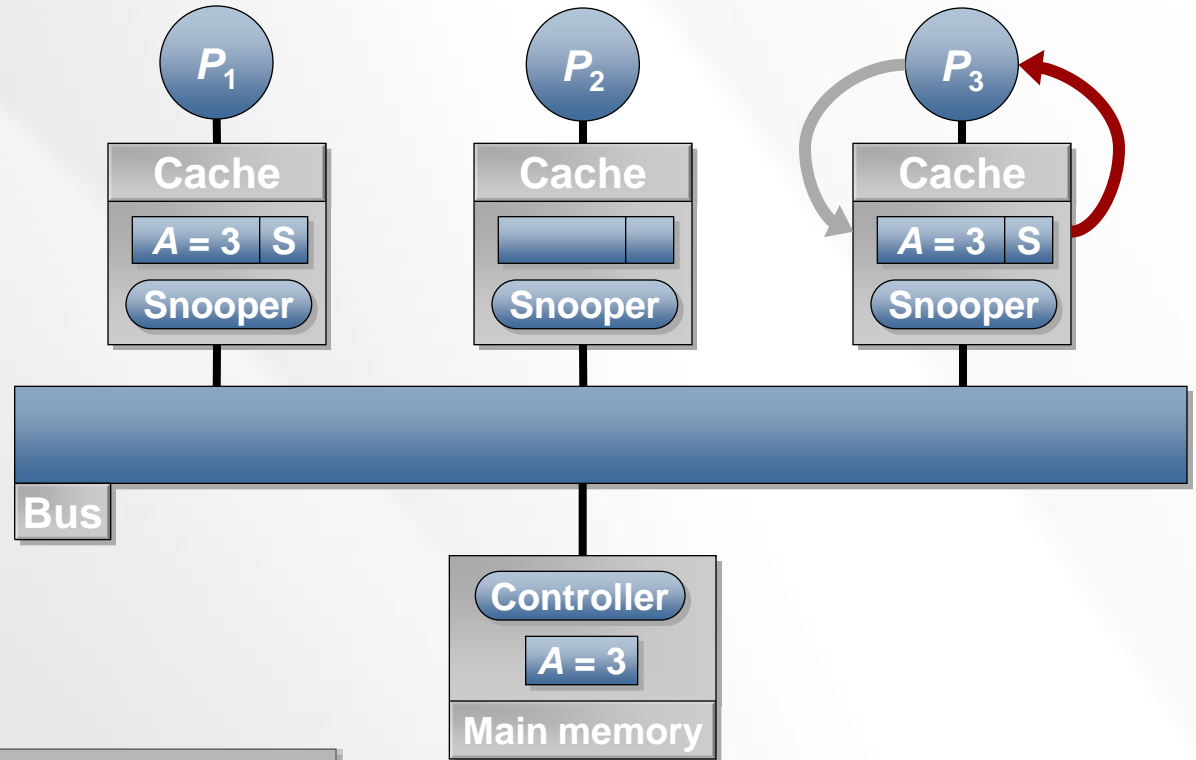 P1
P2
P3
Cache
Cache
Cache
A = 3 S
A = 3 S
Snooper
Snooper
Snooper
Bus
Controller
A = 3
Main memory